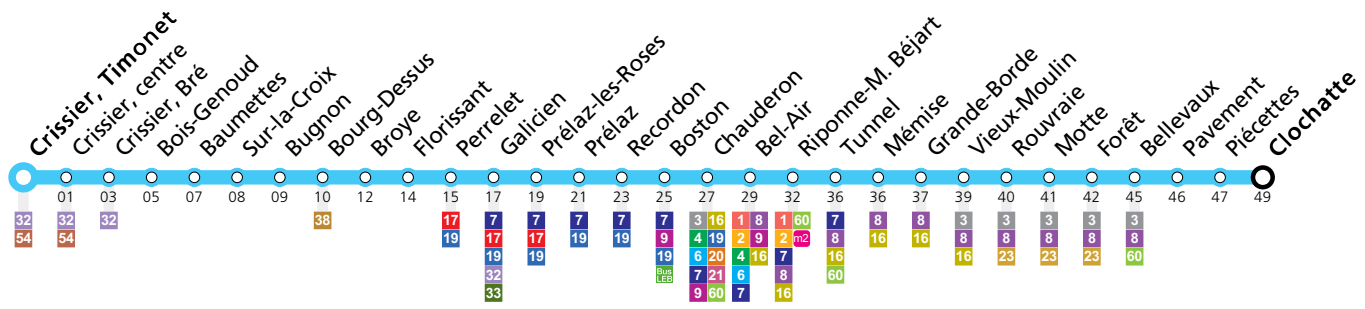 Crissier, Timonet
Crissier, centre
Crissier, Bré
Bois-Genoud
Baumettes
Sur-la-Croix
Bugnon
Bourg-Dessus
Broye
Florissant
Perrelet
Galicien
Prélaz-les-Roses
Prélaz
Recordon
Boston
Chauderon
Bel-Air
Riponne-M. Béjart
Tunnel
Mémise
Grande-Borde
Vieux-Moulin
Rouvraie
Motte
Forêt
Bellevaux
Pavement
Piécettes
Clochatte
01 03 05 07 08 09 10 12 14 15 17 19 21 23 25 27 29 32 36 37 39 40 41 42 45 46 47 49
32 32 32 38 17 7 7 7 7 7 3 16 1 8 1 60 7 8 8 3 3 3 3 3
54 54 19 17 17 19 19 9 4 19 2 9 2 m2 8 16 16 8 8 8 8 8
19 19 19 6 20 4 16 7 16 16 23 23 23 60
32 Bus LEB 7 21 6 8 60
33 9 60 7 16